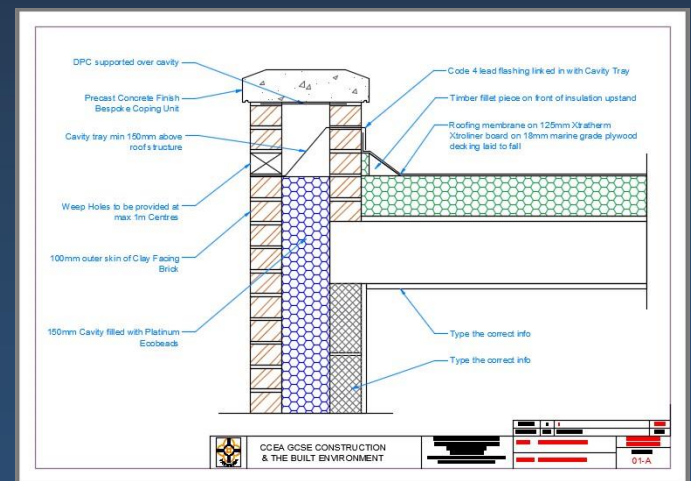 DPC supported over cavity
Precast Concrete Finish
Bespoke Coping Unit
Cavity tray min 150mm above
roof structure
Weep Holes to be provided at
max 1m Centres
100mm outer skin of Clay Facing
Brick
150mm Cavity filled with Platinum
Ecobeads
Code 4 lead flashing linked in with Cavity Tray
Timber fillet piece on front of insulation upstand
Roofing membrane on 125mm Xtratherm
Xtroliner board on 18mm marine grade plywood
decking laid to fall
Type the correct info
Type the correct info
CCEA GCSE CONSTRUCTION
& THE BUILT ENVIRONMENT
01-A